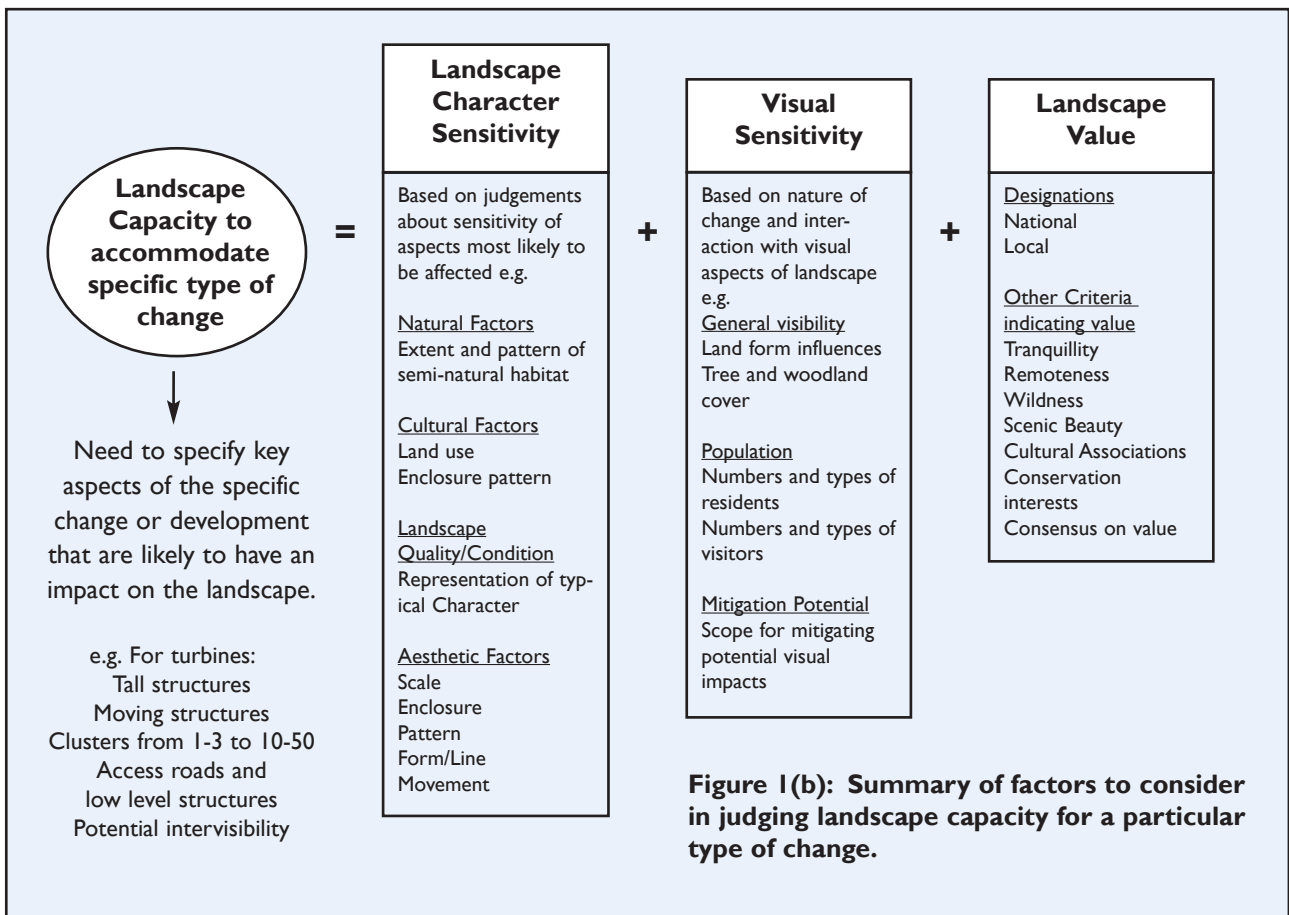 Landscape
Capacity to
accommodate
specific type of
change
Need to specify key
aspects of the specific
change or development
that are likely to have an
impact on the landscape.
e.g. For turbines:
Tall structures
Moving structures
Clusters from 1-3 to 10-50
Access roads and
low level structures
Potential intervisibility
=
Landscape
Character
Sensitivity
Based on judgements
about sensitivity of
aspects most likely to
be affected e.g.
Natural Factors
Extent and pattern of
semi-natural habitat
Cultural Factors
Land use
Enclosure pattern
Landscape
Quality/Condition
Representation of typ-
ical Character
Aesthetic Factors
Scale
Enclosure
Pattern
Form/Line
Movement
+
Visual
Sensitivity
Based on nature of
change and inter-
action with visual
aspects of landscape
e.g.
General visibility
Land form influences
Tree and woodland
cover
Population
Numbers and types of
residents
Numbers and types of
visitors
Mitigation Potential
Scope for mitigating
potential visual
impacts
+
Landscape
Value
Designations
National
Local
Other Criteria
indicating value
Tranquillity
Remoteness
Wildness
Scenic Beauty
Cultural Associations
Conservation
interests
Consensus on value
Figure 1(b): Summary of factors to consider
in judging landscape capacity for a particular
type of change.